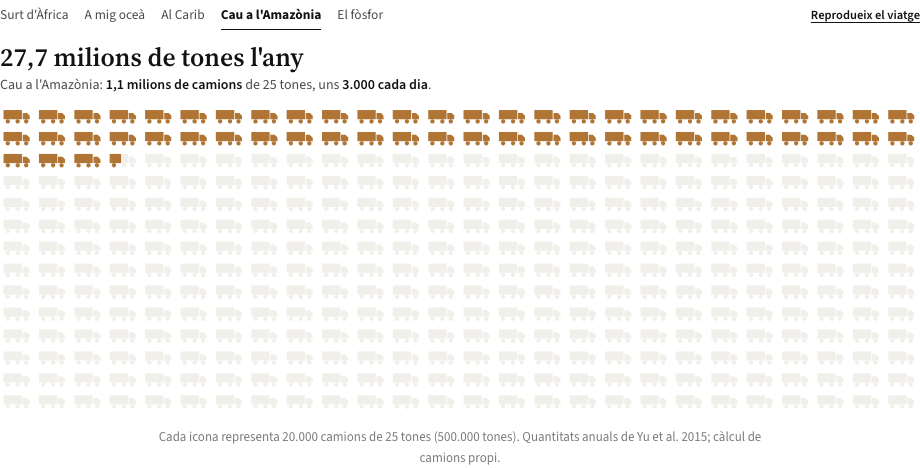 Surt d'Àfrica A mig oceà Al Carib Cau a l'Amazònia El fòsfor Reprodueix el viatge
27,7 milions de tones l'any
Cau a l'Amazònia: 1,1 milions de camions de 25 tones, uns 3.000 cada dia.
Cada icona representa 20.000 camions de 25 tones (500.000 tones). Quantitats anuals de Yu et al. 2015; càlcul de
camions propi.